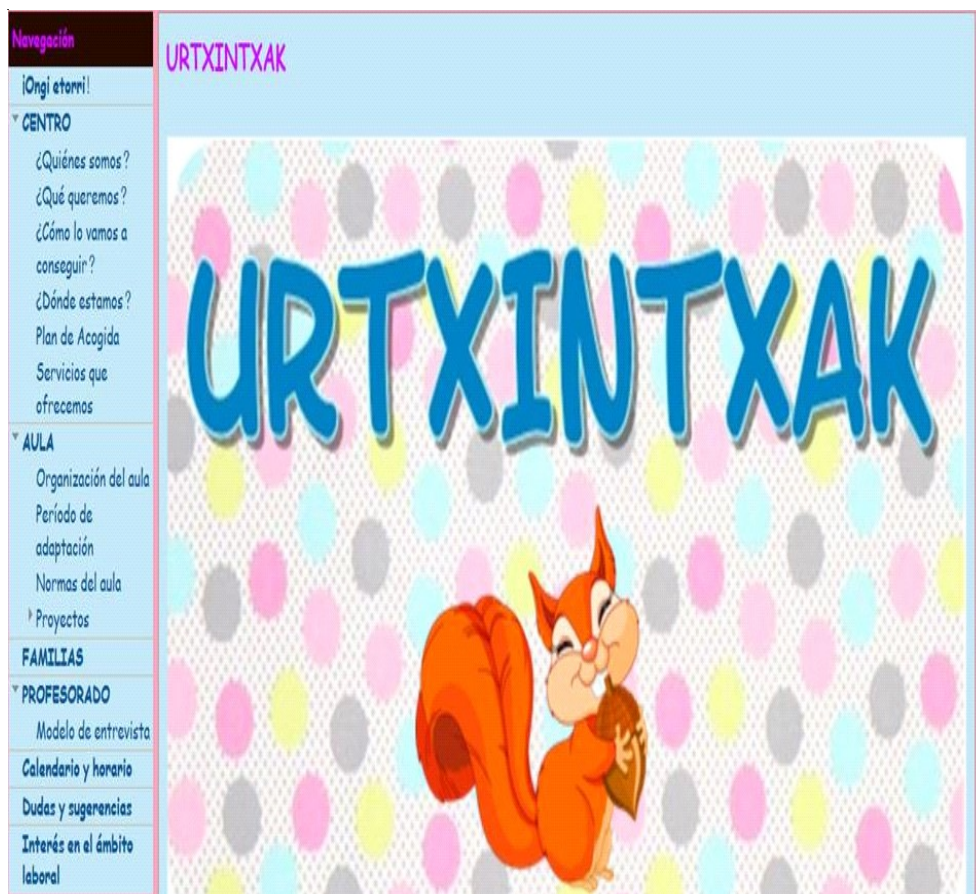 Navegación
¡Ongi etorri!
CENTRO
¿Quiénes somos?
¿Qué queremos?
¿Cómo lo vamos a
conseguir?
¿Dónde estamos?
Plan de Acogida
Servicios que
ofrecemos
AULA
Organización del aula
Período de
adaptación
Normas del aula
Proyectos
FAMILIAS
PROFESORADO
Modelo de entrevista
Calendario y horario
Dudas y sugerencias
Interés en el ámbito
laboral
URTXINTXAK
URTXINTXAK